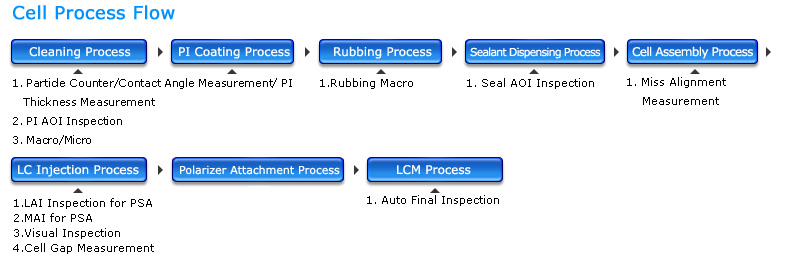 Cell Process Flow
Cleaning Process
PI Coating Process
Rubbing Process
Sealant Dispensing Process
Cell Assembly Process
1. Partide Counter/Contact Angle Measurement/ PI
Thickness Measurement
2. PI AOI Inspection
3. Macro/Micro
1.Rubbing Macro
1. Seal AOI Inspection
1. Miss Alignment
Measurement
LC Injection Process
Polarizer Attachment Process
LCM Process
1.LAI Inspection for PSA
2.MAI for PSA
3.Visual Inspection
4.Cell Gap Measurement
1. Auto Final Inspection